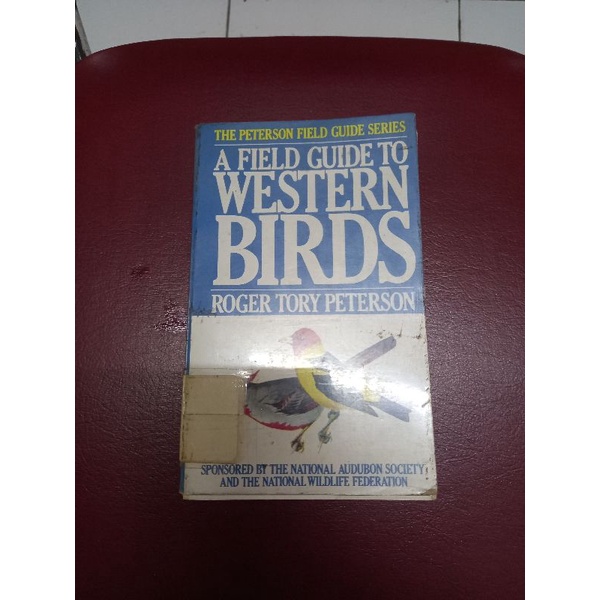 THE PETERSON FIELD GUIDE SERIES
A FIELD GUIDE TO
WESTERN
BIRDS
ROGER TORY PETERSON
SPONSORED BY THE NATIONAL AUDUBON SOCIETY
AND THE NATIONAL WILDLIFE FEDERATION